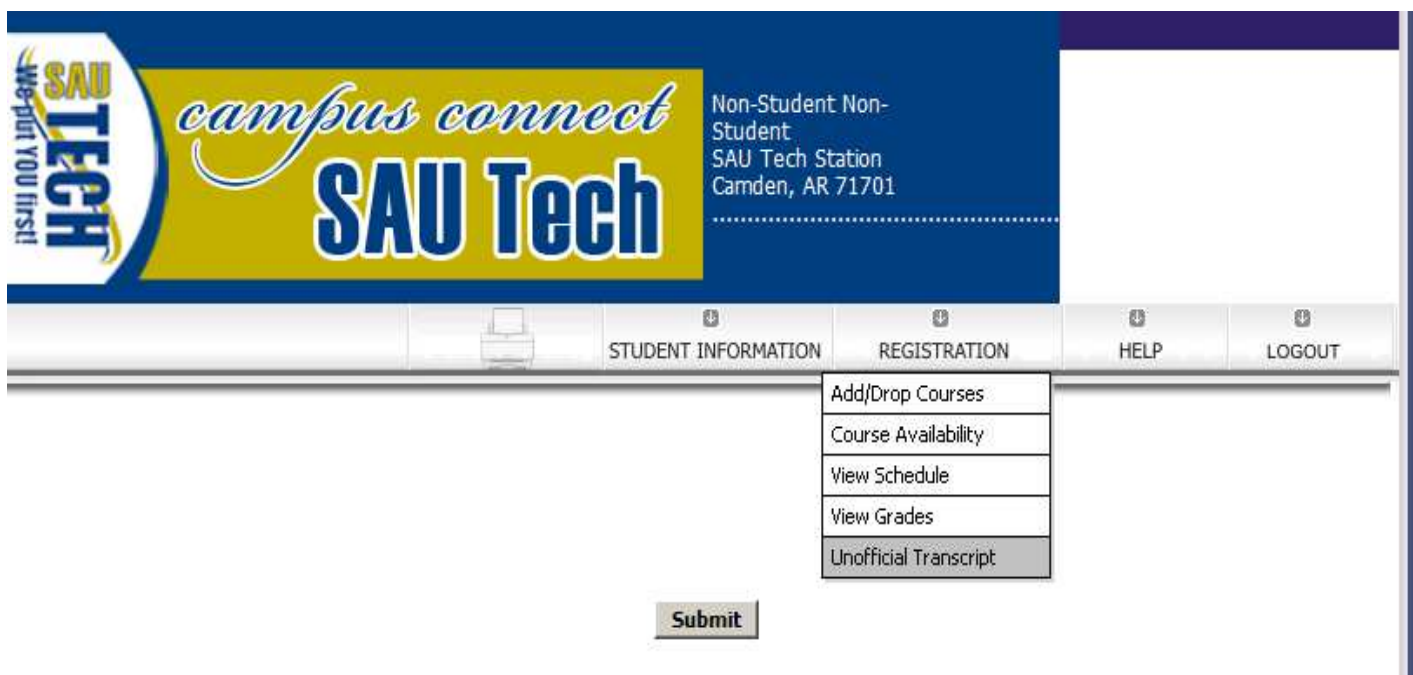 SAU
TECH
We put YOU first!
campus connect
SAU Tech
Non-Student Non-
Student
SAU Tech Station
Camden, AR 71701
STUDENT INFORMATION
REGISTRATION
HELP
LOGOUT
Add/Drop Courses
Course Availability
View Schedule
View Grades
Unofficial Transcript
Submit